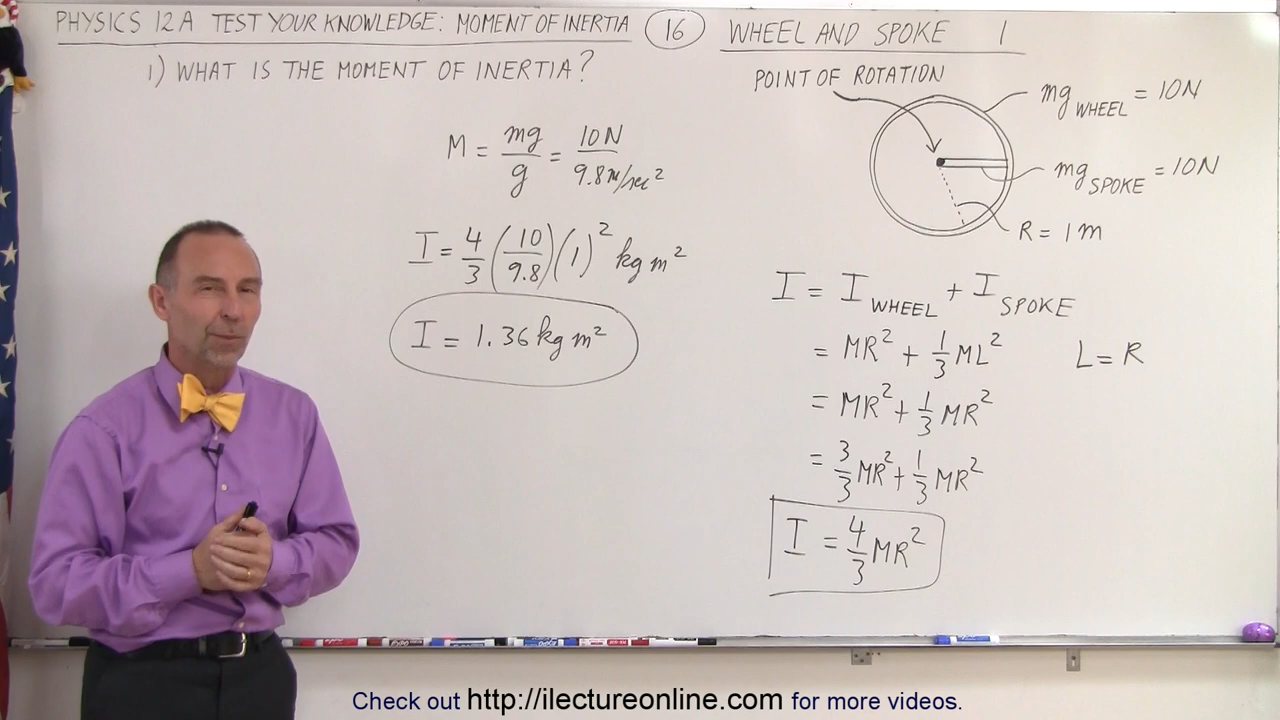 PHYSICS 12A TEST YOUR KNOWLEDGE: MOMENT OF INERTIA 16 WHEEL AND SPOKE 1
1) WHAT IS THE MOMENT OF INERTIA?
POINT OF ROTATION
mg WHEEL = 10N
mg SPOKE = 10N
R = 1m
M = mg/g = 10N/9.8m/sec²
I = 4/3 (10/9.8)(1)² kg m²
I = 1.36 kg m²
I = I WHEEL + I SPOKE
= MR² + 1/3 ML² L = R
= MR² + 1/3 MR²
= 3/3 MR² + 1/3 MR²
I = 4/3 MR²
Check out http://ilectureonline.com for more videos.